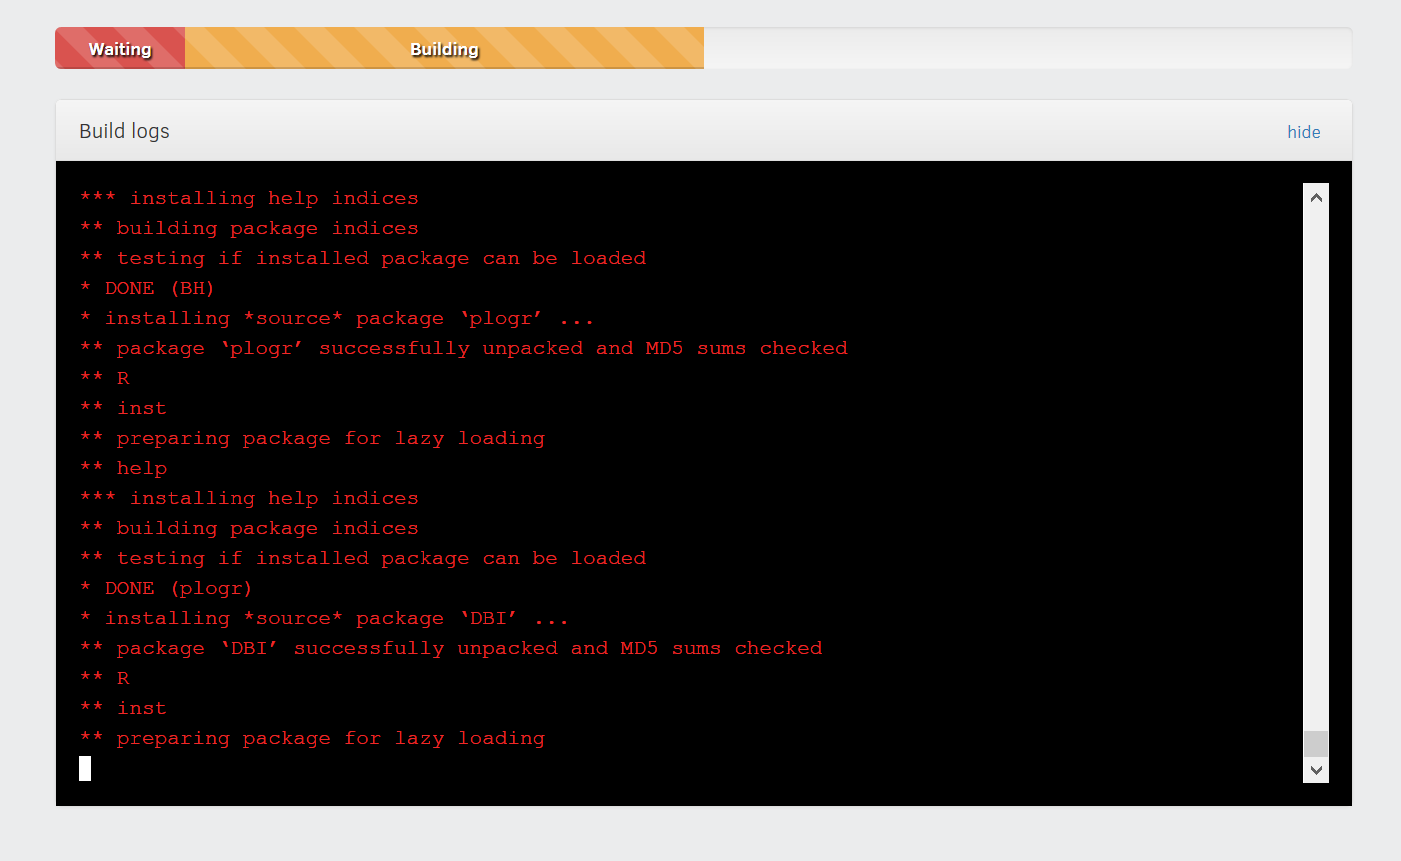 Waiting Building
Build logs hide
*** installing help indices
** building package indices
** testing if installed package can be loaded
* DONE (BH)
* installing *source* package ‘plogr’ ...
** package ‘plogr’ successfully unpacked and MD5 sums checked
** R
** inst
** preparing package for lazy loading
** help
*** installing help indices
** building package indices
** testing if installed package can be loaded
* DONE (plogr)
* installing *source* package ‘DBI’ ...
** package ‘DBI’ successfully unpacked and MD5 sums checked
** R
** inst
** preparing package for lazy loading